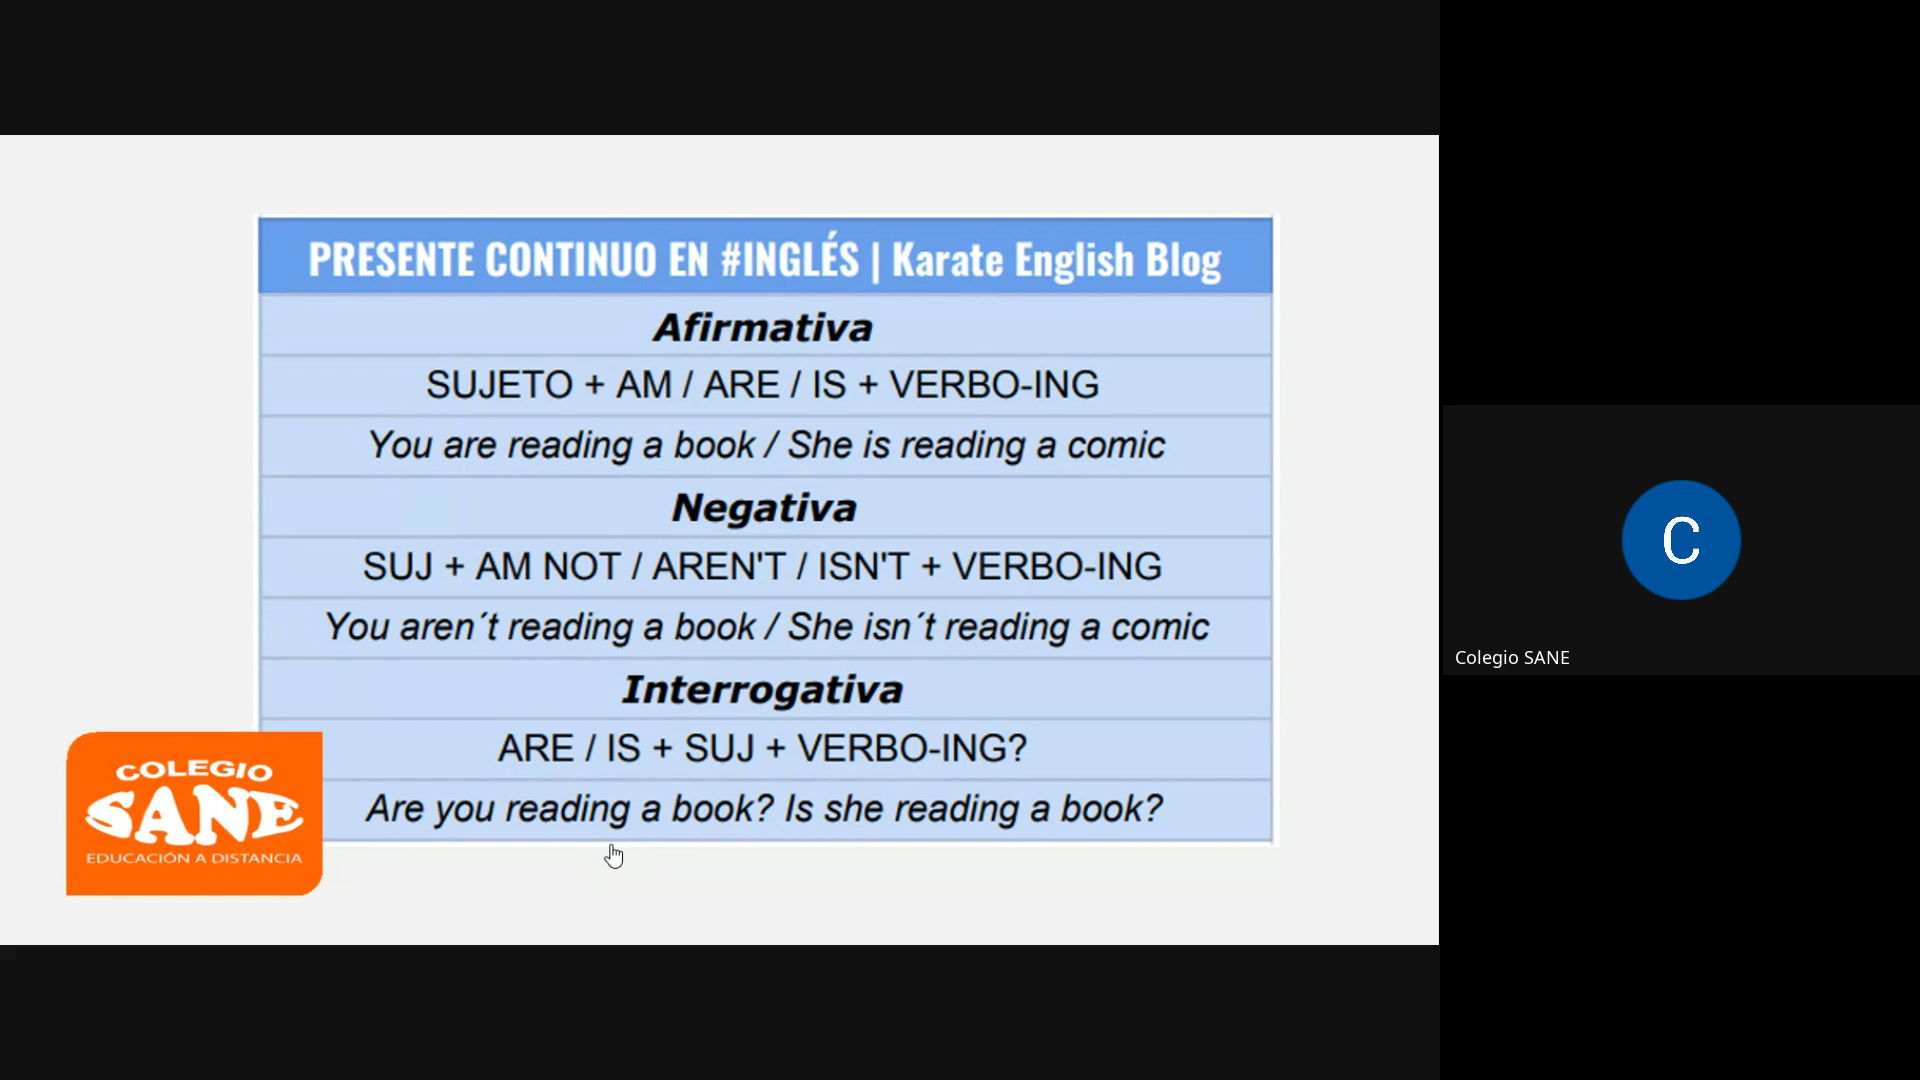 PRESENTE CONTINUO EN #INGLÉS | Karate English Blog
Afirmativa
SUJETO + AM / ARE / IS + VERBO-ING
You are reading a book / She is reading a comic
Negativa
SUJ + AM NOT / AREN'T / ISN'T + VERBO-ING
You aren´t reading a book / She isn´t reading a comic
Interrogativa
ARE / IS + SUJ + VERBO-ING?
Are you reading a book? Is she reading a book?
COLEGIO
SANE
EDUCACIÓN A DISTANCIA
C
Colegio SANE